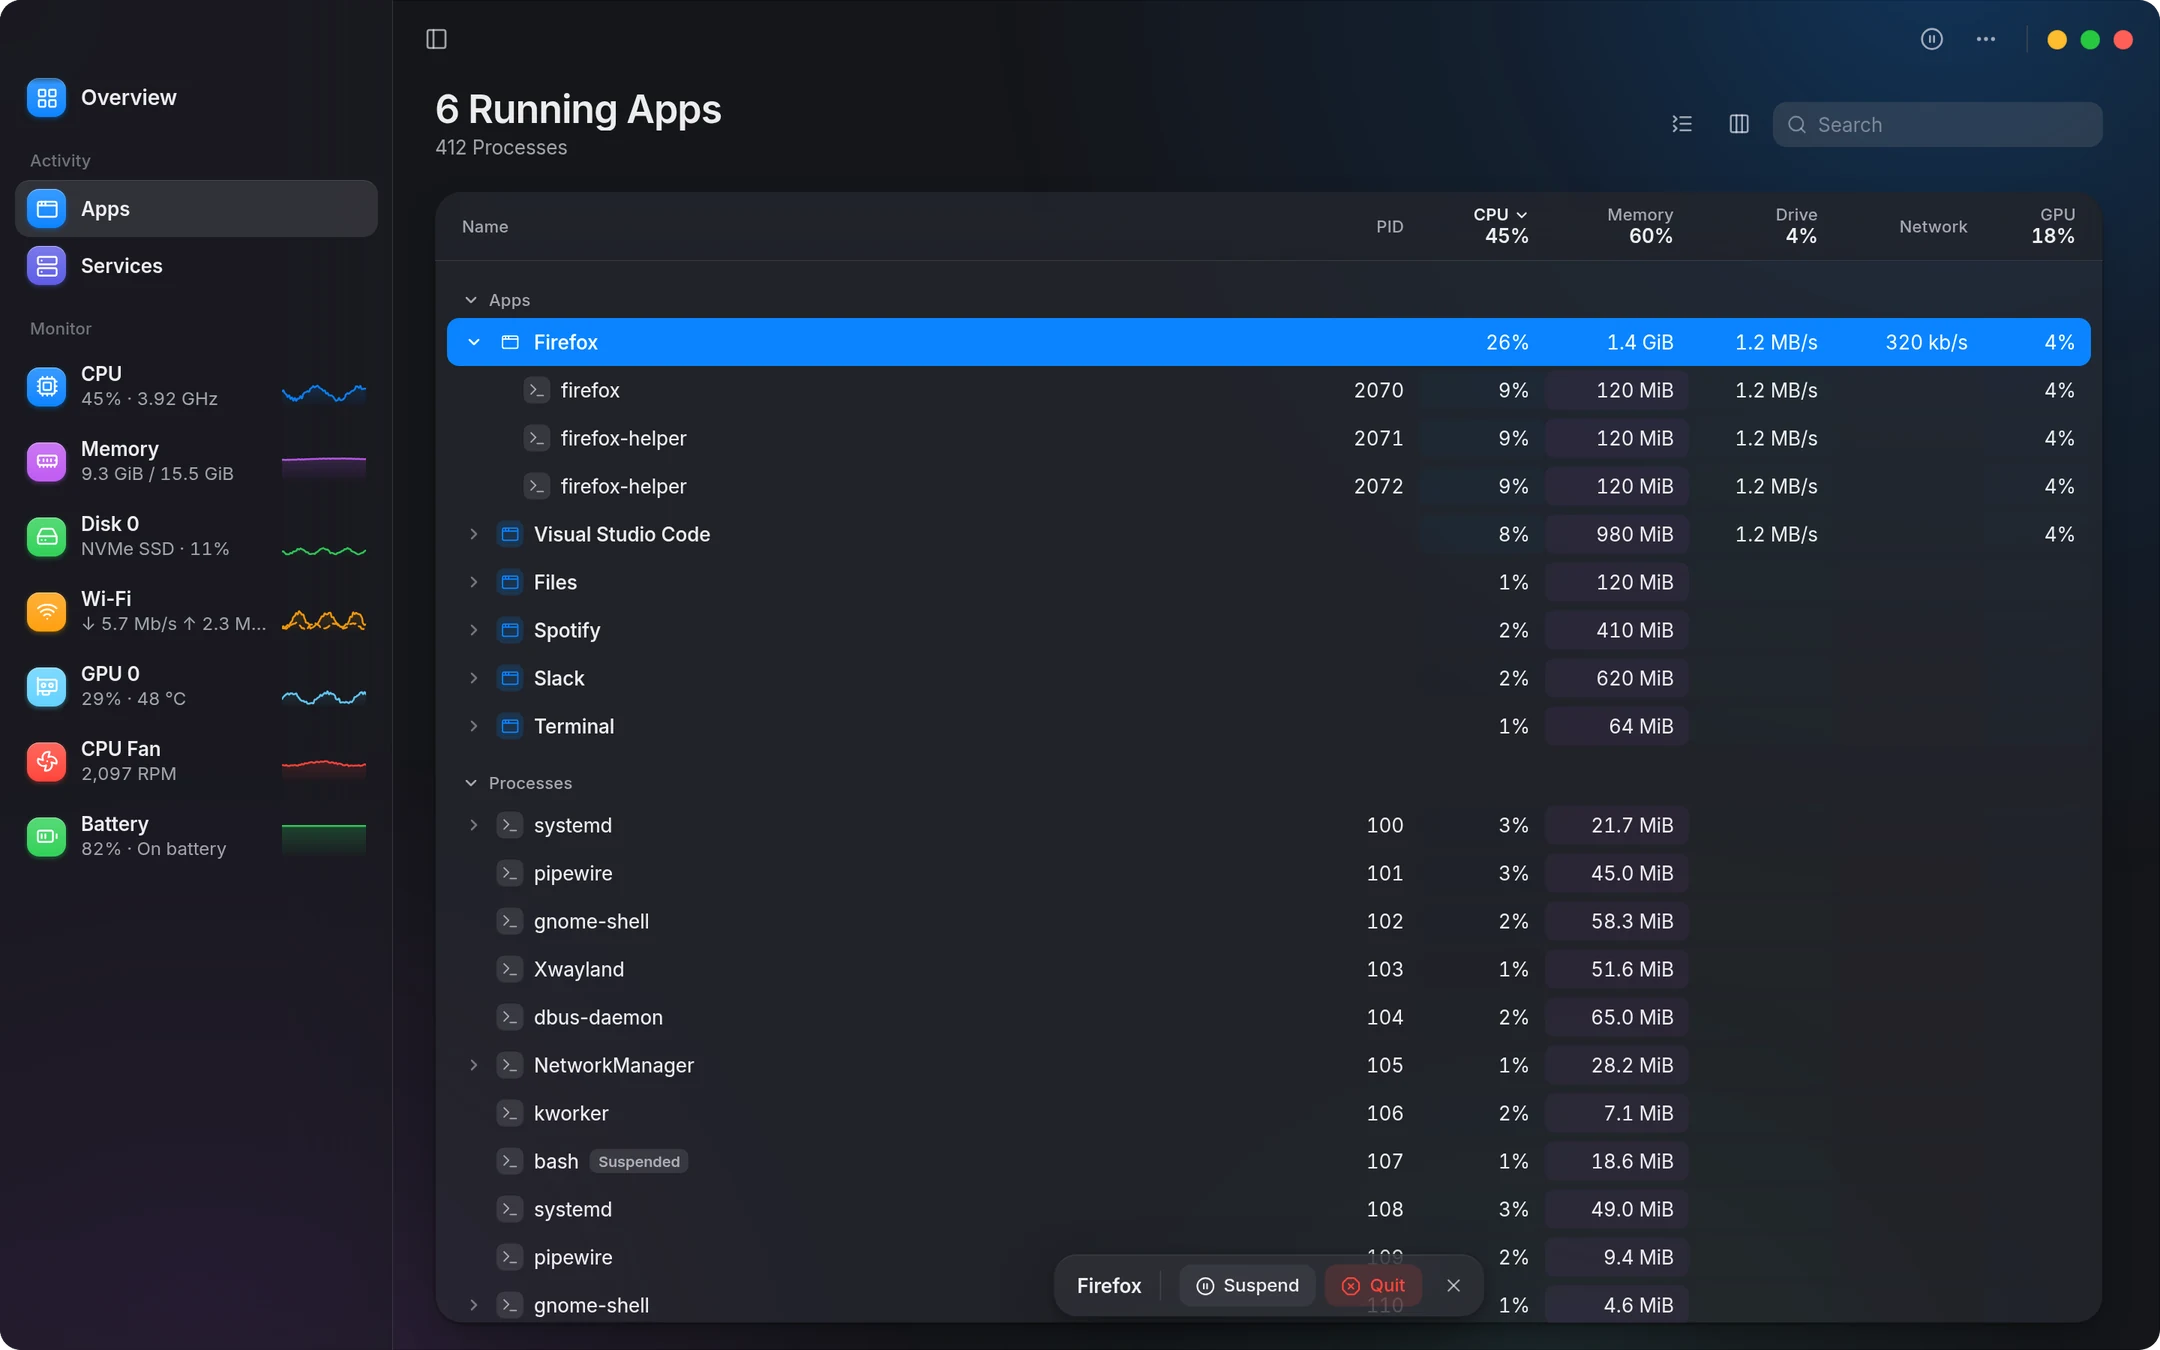 Overview
Activity
Apps
Services
Monitor
CPU
45% · 3.92 GHz
Memory
9.3 GiB / 15.5 GiB
Disk 0
NVMe SSD · 11%
Wi-Fi
↓ 5.7 Mb/s ↑ 2.3 M...
GPU 0
29% · 48 °C
CPU Fan
2,097 RPM
Battery
82% · On battery
6 Running Apps
412 Processes
Search
Name PID CPU 45% Memory 60% Drive 4% Network GPU 18%
Apps
Firefox 26% 1.4 GiB 1.2 MB/s 320 kb/s 4%
firefox 2070 9% 120 MiB 1.2 MB/s 4%
firefox-helper 2071 9% 120 MiB 1.2 MB/s 4%
firefox-helper 2072 9% 120 MiB 1.2 MB/s 4%
Visual Studio Code 8% 980 MiB 1.2 MB/s 4%
Files 1% 120 MiB
Spotify 2% 410 MiB
Slack 2% 620 MiB
Terminal 1% 64 MiB
Processes
systemd 100 3% 21.7 MiB
pipewire 101 3% 45.0 MiB
gnome-shell 102 2% 58.3 MiB
Xwayland 103 1% 51.6 MiB
dbus-daemon 104 2% 65.0 MiB
NetworkManager 105 1% 28.2 MiB
kworker 106 2% 7.1 MiB
bash Suspended 107 1% 18.6 MiB
systemd 108 3% 49.0 MiB
pipewire 109 2% 9.4 MiB
gnome-shell 110 1% 4.6 MiB
Firefox Suspend Quit